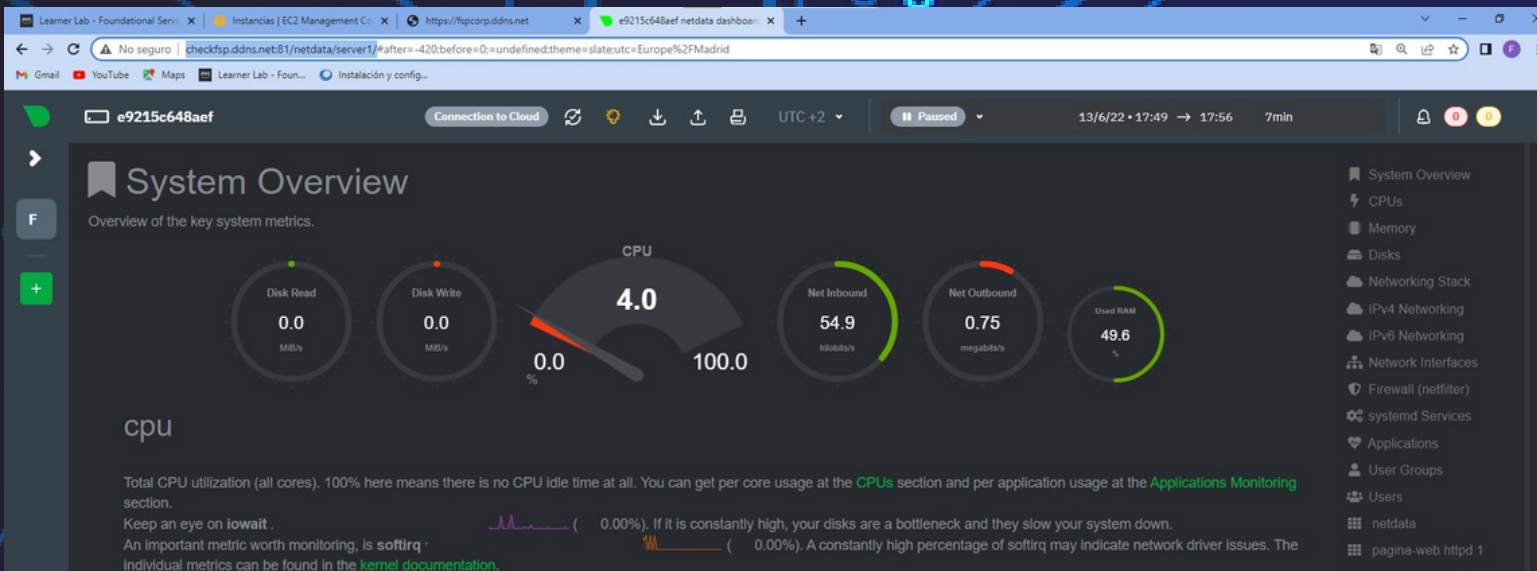 Learner Lab - Foundational Servi
Instancias | EC2 Management Co
https://fspcorp.ddns.net
e9215c648aef netdata dashboard
No seguro
checkfsp.ddns.net:81/netdata/server1/#after=-420;before=0;=undefined;theme=slate;utc=Europe%2FMadrid
F
Gmail
YouTube
Maps
Learner Lab - Foun...
Instalación y config...
e9215c648aef
Connection to Cloud
UTC +2
Paused
13/6/22 • 17:49 → 17:56
7min
0
0
F
+
System Overview
Overview of the key system metrics.
Disk Read
0.0
MiB/s
Disk Write
0.0
MiB/s
CPU
4.0
0.0
100.0
%
Net Inbound
54.9
kilobits/s
Net Outbound
0.75
megabits/s
Used RAM
49.6
%
cpu
Total CPU utilization (all cores). 100% here means there is no CPU idle time at all. You can get per core usage at the CPUs section and per application usage at the Applications Monitoring
section.
Keep an eye on iowait . ( 0.00%). If it is constantly high, your disks are a bottleneck and they slow your system down.
An important metric worth monitoring, is softirq ( 0.00%). A constantly high percentage of softirq may indicate network driver issues. The
individual metrics can be found in the kernel documentation.
System Overview
CPUs
Memory
Disks
Networking Stack
IPv4 Networking
IPv6 Networking
Network Interfaces
Firewall (netfilter)
systemd Services
Applications
User Groups
Users
netdata
pagina-web httpd 1